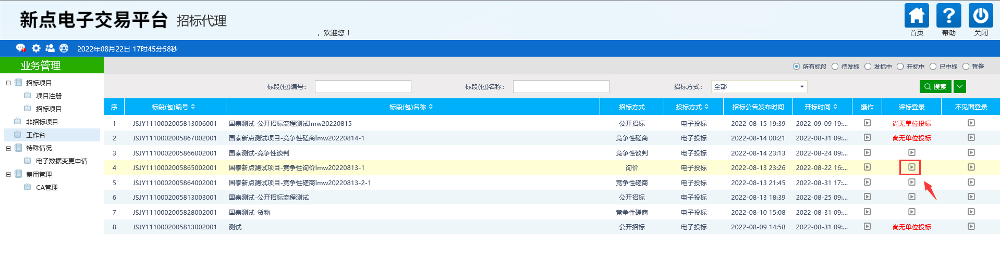 新点电子交易平台 招标代理
，欢迎您！
首页 帮助 关闭
2022年08月22日 17时45分58秒
业务管理
所有标段 待发标 发标中 开标中 已中标 暂停
招标项目
项目注册
招标项目
非招标项目
工作台
特殊情况
电子数据变更申请
费用管理
CA管理
标段(包)编号： 标段(包)名称： 招标方式： 全部 搜索
序 标段(包)编号 标段(包)名称 招标方式 投标方式 招标公告发布时间 开标时间 操作 评标登录 不见面登录
1 JSJY1110002005813006001 国泰测试-公开招标流程测试lmw20220815 公开招标 电子投标 2022-08-15 19:39 2022-09-09 19:... 尚无单位投标
2 JSJY1110002005867002001 国泰新点测试项目-竞争性磋商lmw20220814-1 竞争性磋商 电子投标 2022-08-14 00:21 2022-08-31 09:... 尚无单位投标
3 JSJY1110002005866002001 国泰测试-竞争性谈判 竞争性谈判 电子投标 2022-08-14 23:13 2022-08-24 09:...
4 JSJY1110002005865002001 国泰新点测试项目-竞争性询价lmw20220813-1 询价 电子投标 2022-08-13 23:26 2022-08-22 16:...
5 JSJY1110002005864002001 国泰新点测试项目-竞争性磋商lmw20220813-2-1 竞争性磋商 电子投标 2022-08-13 21:45 2022-08-31 17:...
6 JSJY1110002005813003001 国泰测试-公开招标流程测试 公开招标 电子投标 2022-08-13 18:39 2022-08-25 09:...
7 JSJY1110002005828002001 国泰测试-货物 竞争性磋商 电子投标 2022-08-10 15:08 2022-08-31 09:...
8 JSJY1110002005813002001 测试 公开招标 电子投标 2022-08-09 14:58 2022-08-31 09:... 尚无单位投标